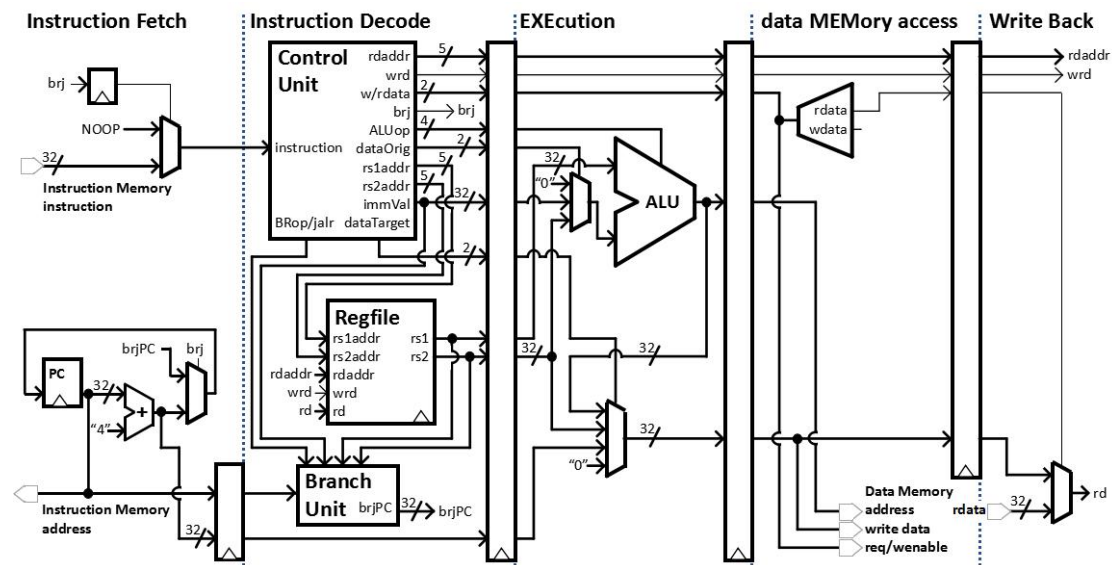 Instruction Fetch
Instruction Decode
EXEcution
data MEMory access
Write Back
brj
NOOP
32
Instruction Memory
instruction
Control
Unit
instruction
BRop/jalr
dataTarget
rdaddr
wrd
w/rdata
brj
ALUop
dataOrig
rs1addr
rs2addr
immVal
5
2
brj
4
2
5
5
32
2
32
"0"
ALU
rdata
wdata
rdaddr
wrd
Regfile
rs1addr
rs2addr
rdaddr
wrd
rd
rs1
rs2
rdaddr
wrd
rd
32
32
brjPC
brj
PC
32
+
"4"
32
"0"
Branch
Unit
brjPC
32
brjPC
Instruction Memory
address
32
Data Memory
address
write data
req/wenable
rdata
32
rd